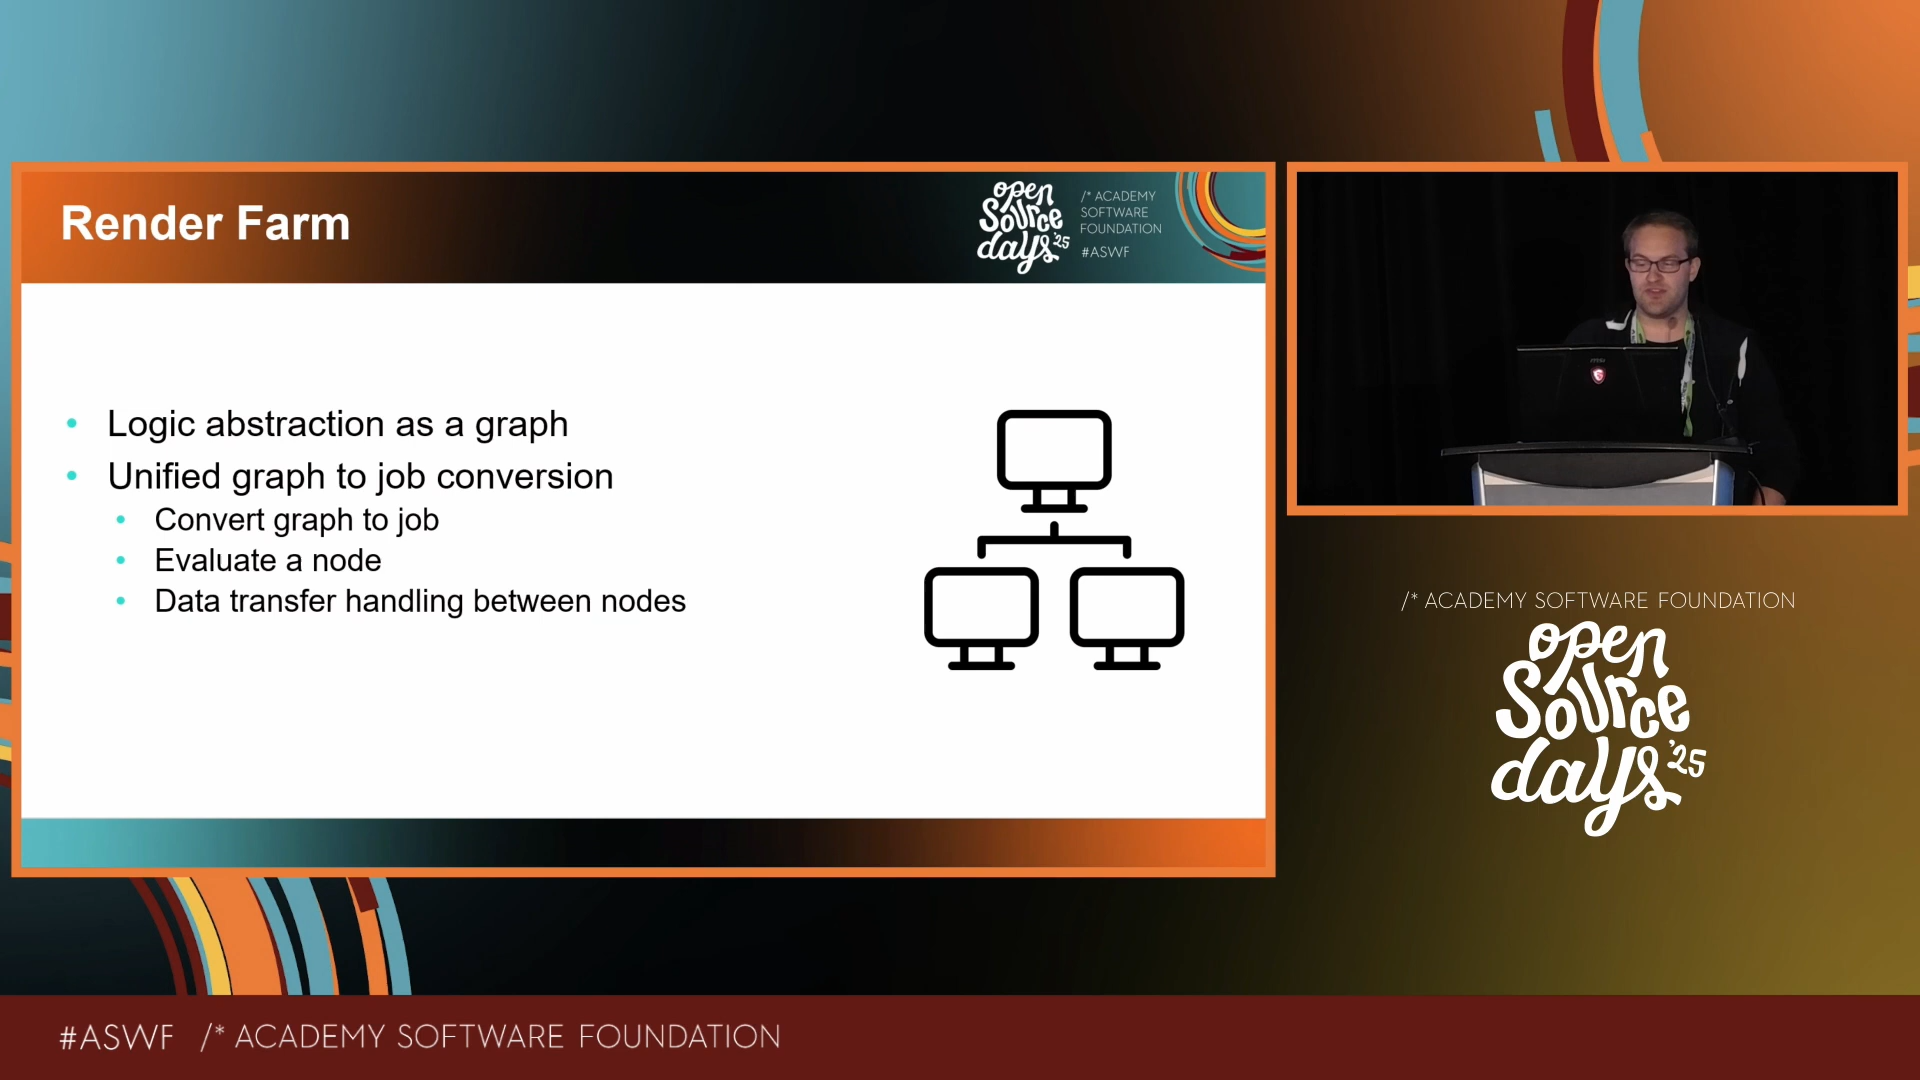 Render Farm
open
Source
days '25
/* ACADEMY
SOFTWARE
FOUNDATION
#ASWF
• Logic abstraction as a graph
• Unified graph to job conversion
• Convert graph to job
• Evaluate a node
• Data transfer handling between nodes
/* ACADEMY SOFTWARE FOUNDATION
open
Source
days '25
#ASWF /* ACADEMY SOFTWARE FOUNDATION